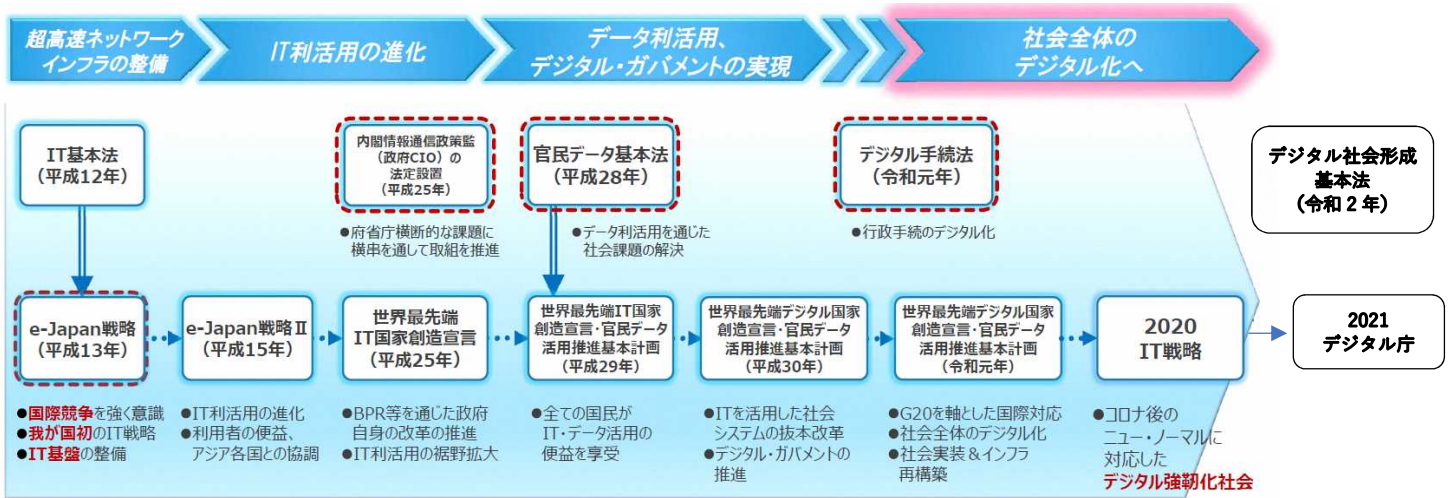 超高速ネットワーク
インフラの整備
IT利活用の進化
データ利活用、
デジタル・ガバメントの実現
社会全体の
デジタル化へ
IT基本法
(平成12年)
内閣情報通信政策監
(政府CIO)の
法定設置
(平成25年)
●府省庁横断的な課題に
横串を通して取組を推進
官民データ基本法
(平成28年)
●データ利活用を通じた
社会課題の解決
デジタル手続法
(令和元年)
●行政手続のデジタル化
デジタル社会形成
基本法
(令和2年)
e-Japan戦略
(平成13年)
e-Japan戦略Ⅱ
(平成15年)
世界最先端
IT国家創造宣言
(平成25年)
世界最先端IT国家
創造宣言・官民データ
活用推進基本計画
(平成29年)
世界最先端デジタル国家
創造宣言・官民データ
活用推進基本計画
(平成30年)
世界最先端デジタル国家
創造宣言・官民データ
活用推進基本計画
(令和元年)
2020
IT戦略
2021
デジタル庁
●国際競争を強く意識
●我が国初のIT戦略
●IT基盤の整備
●IT利活用の進化
●利用者の便益、
アジア各国との協調
●BPR等を通じた政府
自身の改革の推進
●IT利活用の裾野拡大
●全ての国民が
IT・データ活用の
便益を享受
●ITを活用した社会
システムの抜本改革
●デジタル・ガバメントの
推進
●G20を軸とした国際対応
●社会全体のデジタル化
●社会実装&インフラ
再構築
●コロナ後の
ニュー・ノーマルに
対応した
デジタル強靭化社会